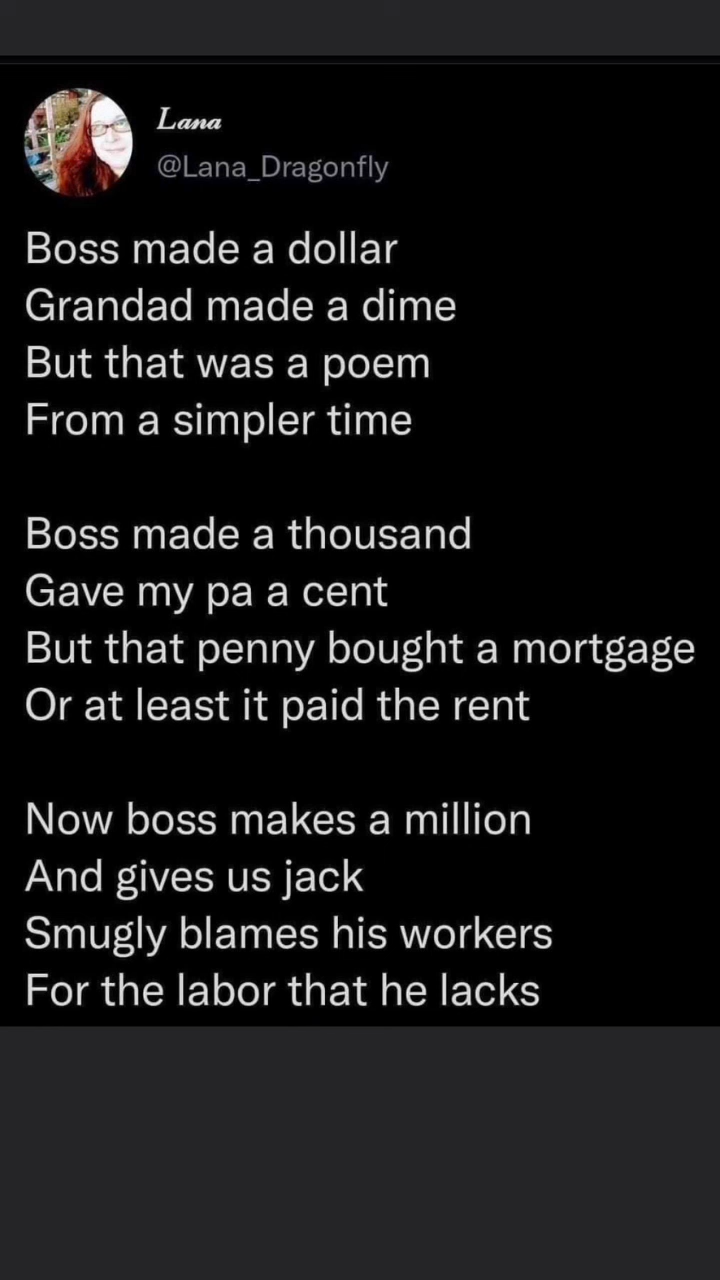 Lana
@Lana_Dragonfly
Boss made a dollar
Grandad made a dime
But that was a poem
From a simpler time
Boss made a thousand
Gave my pa a cent
But that penny bought a mortgage
Or at least it paid the rent
Now boss makes a million
And gives us jack
Smugly blames his workers
For the labor that he lacks